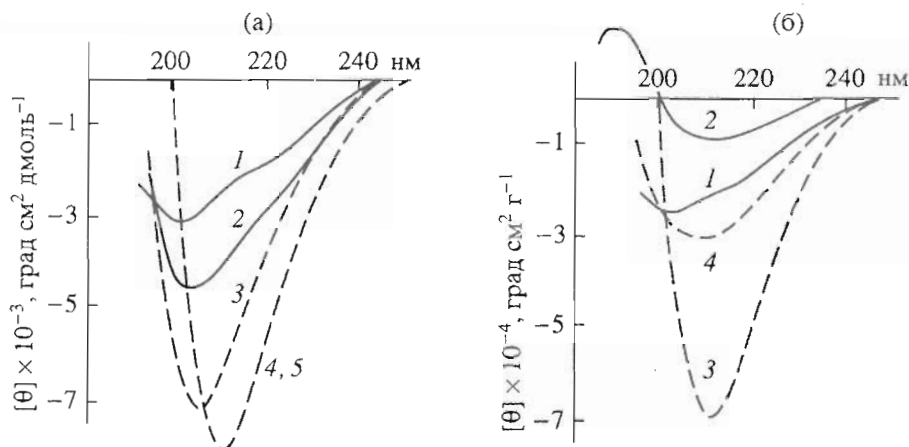 (а)
200 220 240 нм
−1
−3
−5
−7
1
2
3
4, 5
[θ] × 10⁻³, град см² дмоль⁻¹
(б)
200 220 240 нм
−1
−3
−5
−7
2
1
4
3
[θ] × 10⁻⁴, град см² г⁻¹